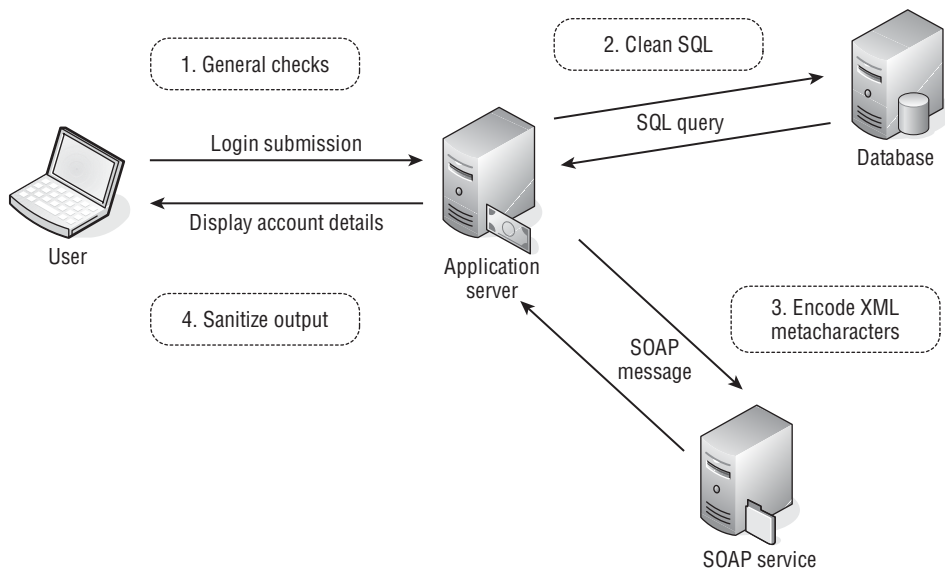 1. General checks
2. Clean SQL
Login submission
SQL query
Database
Display account details
User
Application
server
4. Sanitize output
3. Encode XML
metacharacters
SOAP
message
SOAP service